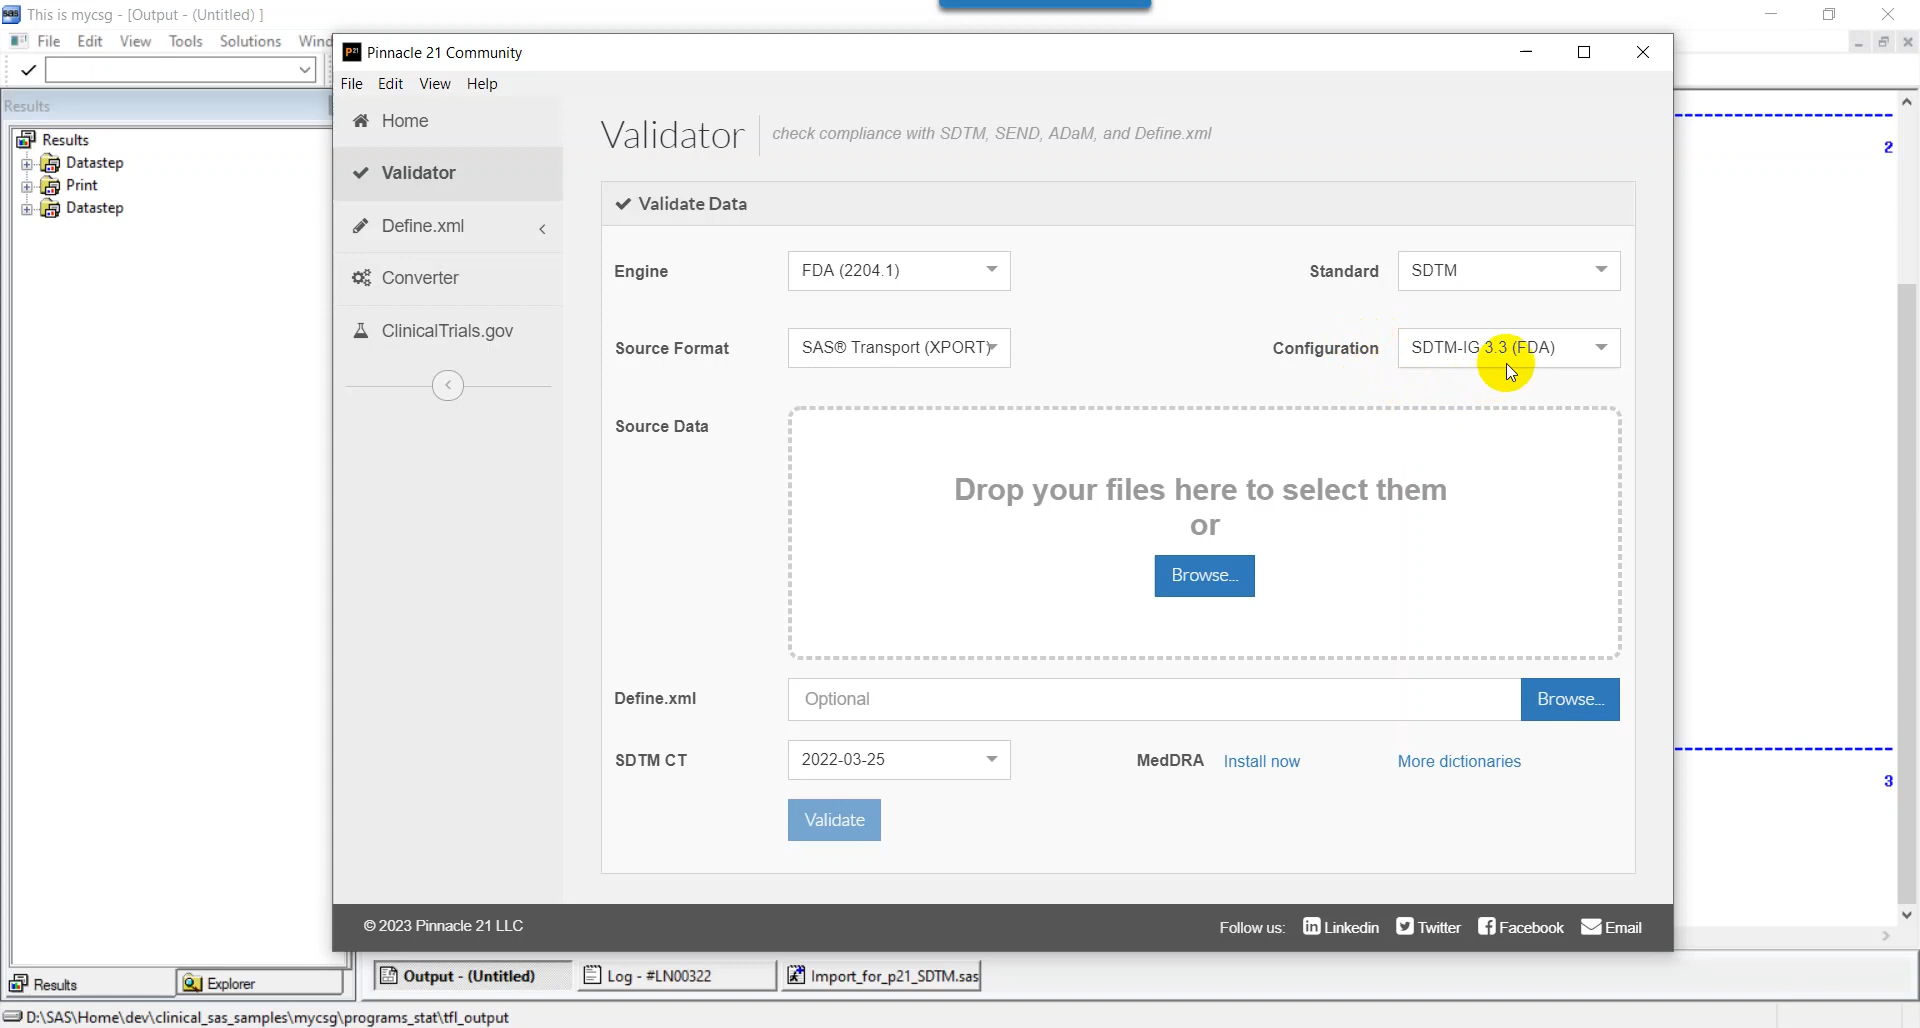 sas This is mycsg - [Output - (Untitled) ]
File Edit View Tools Solutions Wind
Results
Results
Datastep
Print
Datastep
P21 Pinnacle 21 Community
File Edit View Help
Home
Validator
Define.xml
Converter
ClinicalTrials.gov
Validator check compliance with SDTM, SEND, ADaM, and Define.xml
Validate Data
Engine FDA (2204.1) Standard SDTM
Source Format SAS® Transport (XPORT) Configuration SDTM-IG 3.3 (FDA)
Source Data
Drop your files here to select them
or
Browse...
Define.xml Optional Browse...
SDTM CT 2022-03-25 MedDRA Install now More dictionaries
Validate
© 2023 Pinnacle 21 LLC Follow us: Linkedin Twitter Facebook Email
2
3
Results Explorer Output - (Untitled) Log - #LN00322 Import_for_p21_SDTM.sas
D:\SAS\Home\dev\clinical_sas_samples\mycsg\programs_stat\tfl_output